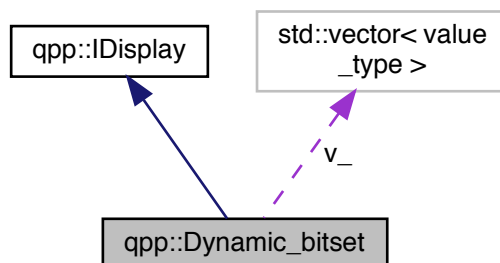 qpp::IDisplay
std::vector< value
_type >
v_
qpp::Dynamic_bitset